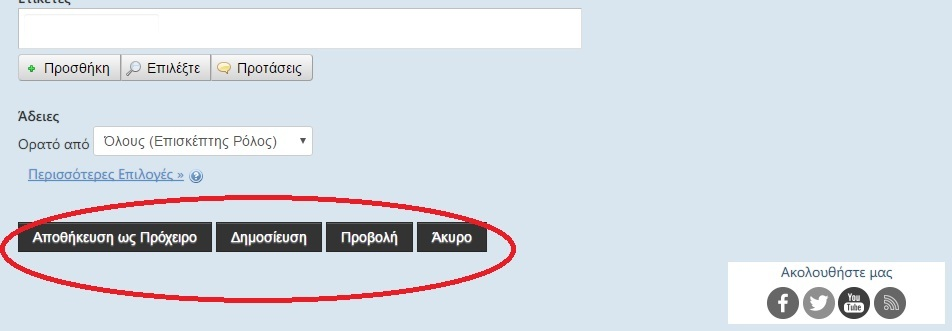 Ετικέτες
Προσθήκη Επιλέξτε Προτάσεις
Άδειες
Ορατό από Όλους (Επισκέπτης Ρόλος)
Περισσότερες Επιλογές »
Αποθήκευση ως Πρόχειρο Δημοσίευση Προβολή Άκυρο
Ακολουθήστε μας
You Tube